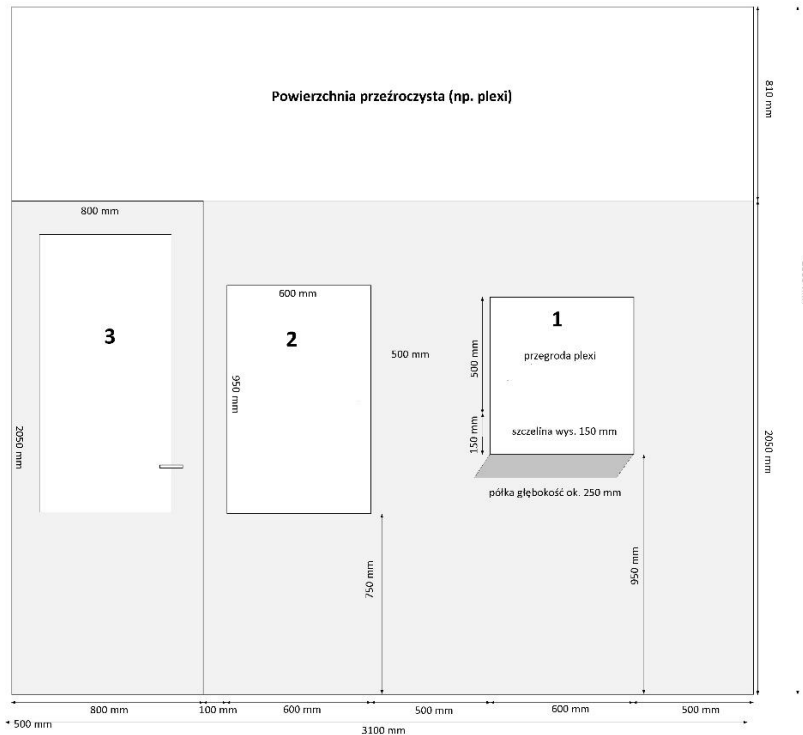 Powierzchnia przeźroczysta (np. plexi)
810 mm
800 mm
600 mm
3
2
1
przegroda plexi
500 mm
500 mm
950 mm
150 mm
szczelina wys. 150 mm
2050 mm
2050 mm
półka głębokość ok. 250 mm
750 mm
950 mm
800 mm
100 mm
600 mm
500 mm
600 mm
500 mm
500 mm
3100 mm